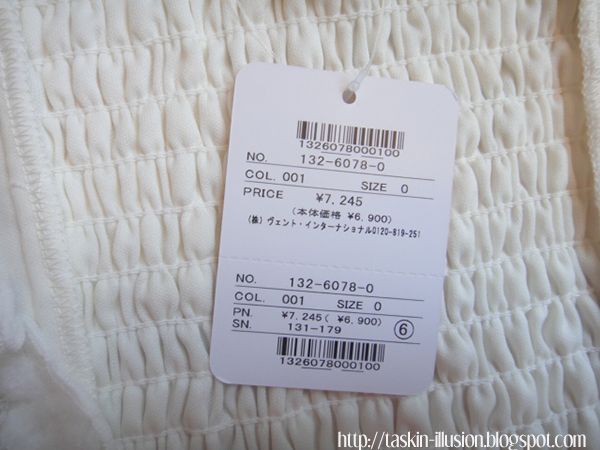 1326078000100
NO. 132-6078-0
COL. 001 SIZE 0
PRICE ¥7,245
(本体価格 ¥6,900)
(株)ヴェント・インターナショナル0120-819-251
NO. 132-6078-0
COL. 001 SIZE 0
PN. ¥7,245( ¥6,900)
SN. 131-179 ⑥
1326078000100
http://taskin-illusion.blogspot.com